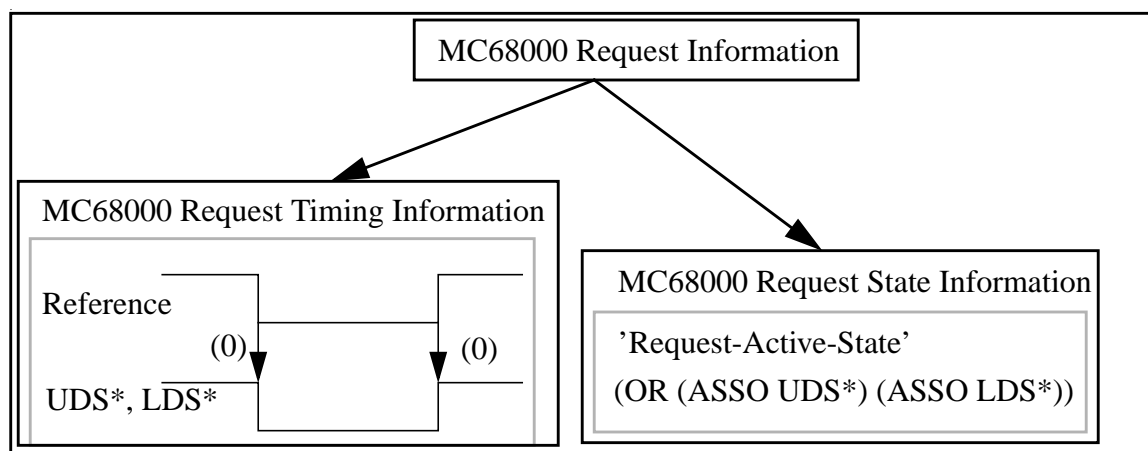 MC68000 Request Information
MC68000 Request Timing Information
Reference
(0)
(0)
UDS*, LDS*
MC68000 Request State Information
’Request-Active-State’
(OR (ASSO UDS*) (ASSO LDS*))